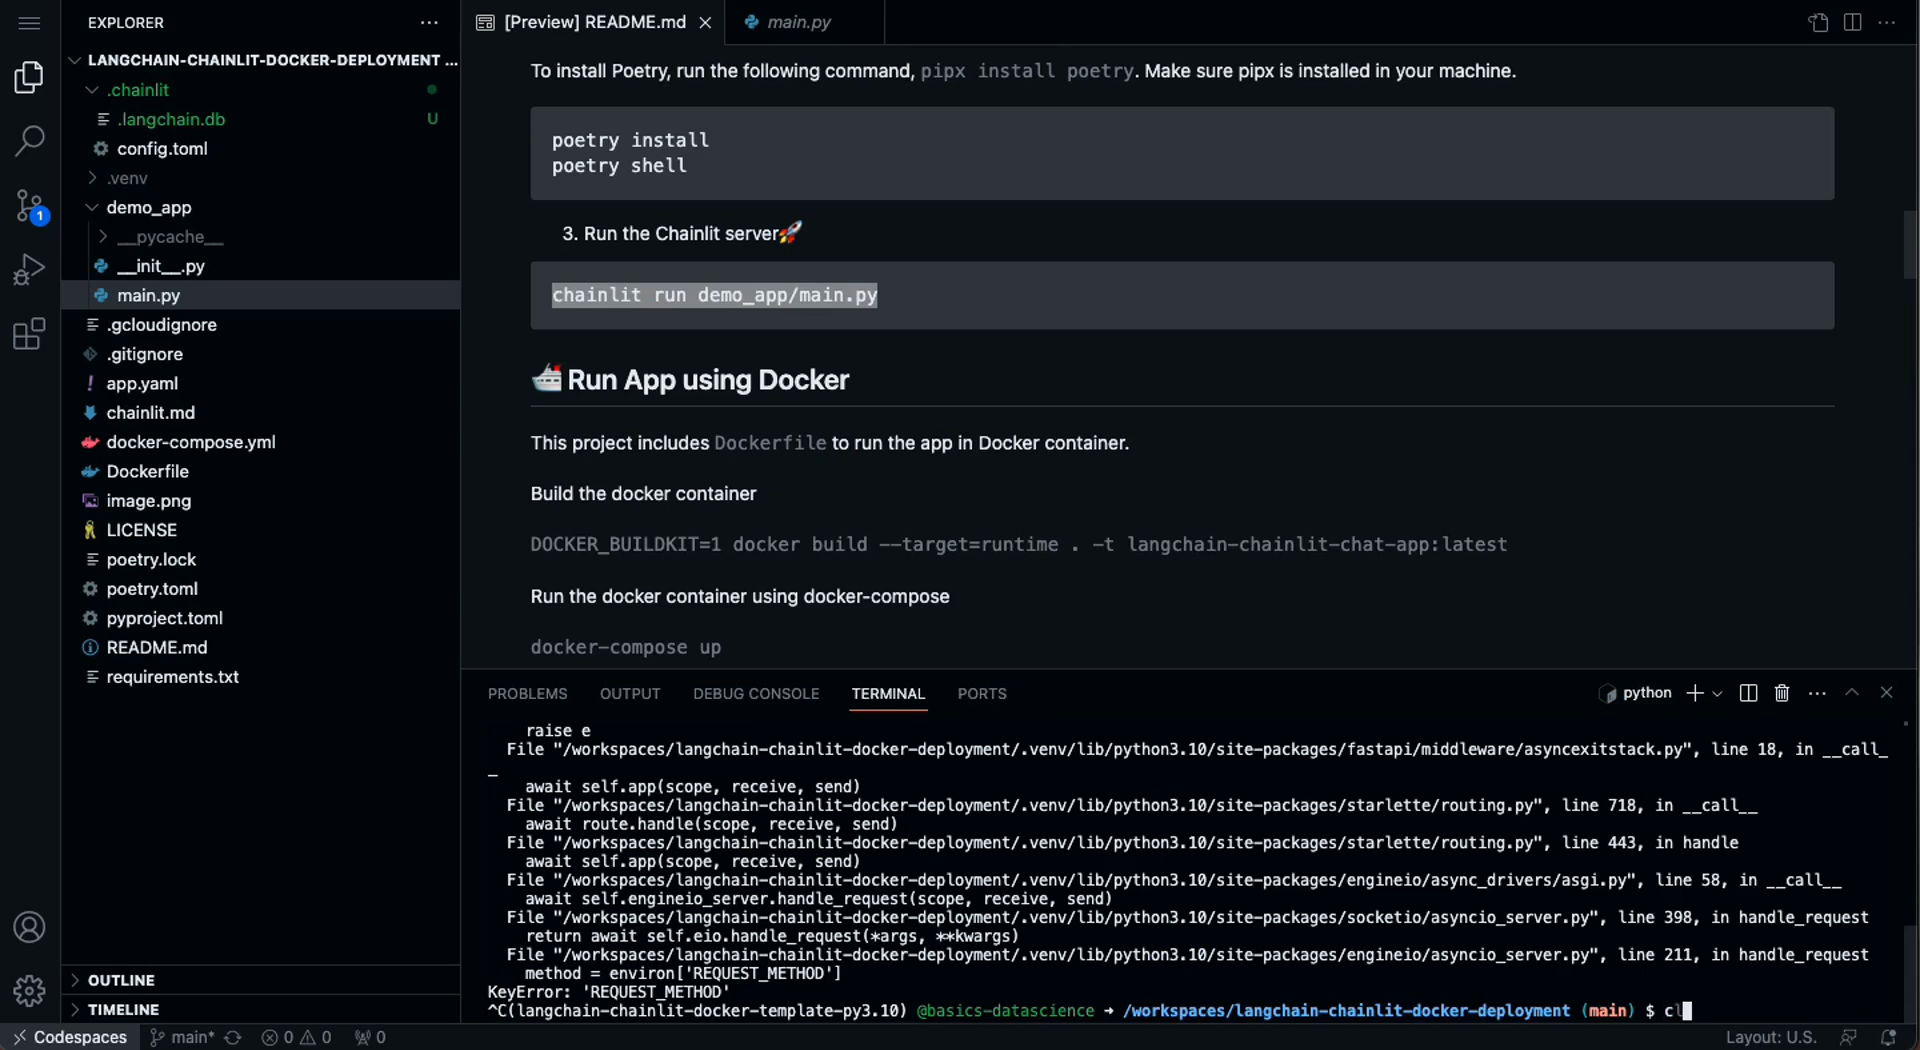 EXPLORER
LANGCHAIN-CHAINLIT-DOCKER-DEPLOYMENT ...
.chainlit
.langchain.db U
config.toml
.venv
demo_app
__pycache__
__init__.py
main.py
.gcloudignore
.gitignore
app.yaml
chainlit.md
docker-compose.yml
Dockerfile
image.png
LICENSE
poetry.lock
poetry.toml
pyproject.toml
README.md
requirements.txt
OUTLINE
TIMELINE
1
[Preview] README.md
main.py
To install Poetry, run the following command, pipx install poetry. Make sure pipx is installed in your machine.
poetry install
poetry shell
3. Run the Chainlit server🚀
chainlit run demo_app/main.py
Run App using Docker
This project includes Dockerfile to run the app in Docker container.
Build the docker container
DOCKER_BUILDKIT=1 docker build --target=runtime . -t langchain-chainlit-chat-app:latest
Run the docker container using docker-compose
docker-compose up
PROBLEMS OUTPUT DEBUG CONSOLE TERMINAL PORTS
python
raise e
File "/workspaces/langchain-chainlit-docker-deployment/.venv/lib/python3.10/site-packages/fastapi/middleware/asyncexitstack.py", line 18, in __call_
_
await self.app(scope, receive, send)
File "/workspaces/langchain-chainlit-docker-deployment/.venv/lib/python3.10/site-packages/starlette/routing.py", line 718, in __call__
await route.handle(scope, receive, send)
File "/workspaces/langchain-chainlit-docker-deployment/.venv/lib/python3.10/site-packages/starlette/routing.py", line 443, in handle
await self.app(scope, receive, send)
File "/workspaces/langchain-chainlit-docker-deployment/.venv/lib/python3.10/site-packages/engineio/async_drivers/asgi.py", line 58, in __call__
await self.engineio_server.handle_request(scope, receive, send)
File "/workspaces/langchain-chainlit-docker-deployment/.venv/lib/python3.10/site-packages/socketio/asyncio_server.py", line 398, in handle_request
return await self.eio.handle_request(*args, **kwargs)
File "/workspaces/langchain-chainlit-docker-deployment/.venv/lib/python3.10/site-packages/engineio/asyncio_server.py", line 211, in handle_request
method = environ['REQUEST_METHOD']
KeyError: 'REQUEST_METHOD'
^C(langchain-chainlit-docker-template-py3.10) @basics-datascience ➜ /workspaces/langchain-chainlit-docker-deployment (main) $ cl
Codespaces main* 0 0 0 Layout: U.S.